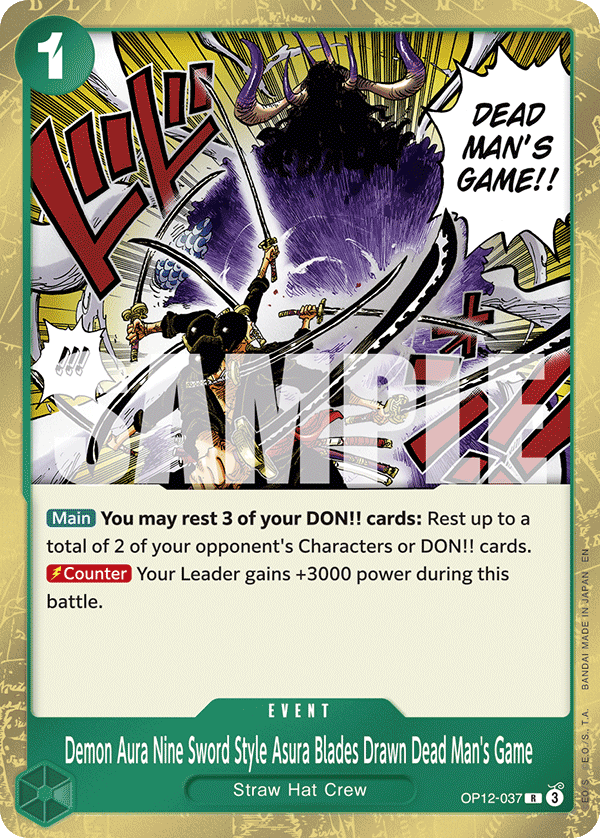 1
DEAD
MAN'S
GAME!!
ドドド
!!!
SAMPLE
Main You may rest 3 of your DON!! cards: Rest up to a
total of 2 of your opponent's Characters or DON!! cards.
Counter Your Leader gains +3000 power during this
battle.
EVENT
Demon Aura Nine Sword Style Asura Blades Drawn Dead Man's Game
Straw Hat Crew
OP12-037 R 3
©E.O./S. ©E.O./S., T.A. BANDAI MADE IN JAPAN EN